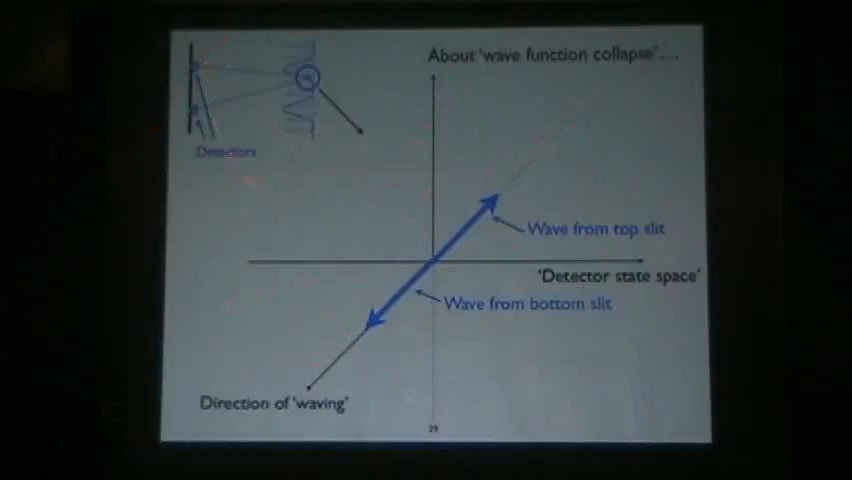 About 'wave function collapse'....
Detectors
Wave from top slit
'Detector state space'
Wave from bottom slit
Direction of 'waving'
29